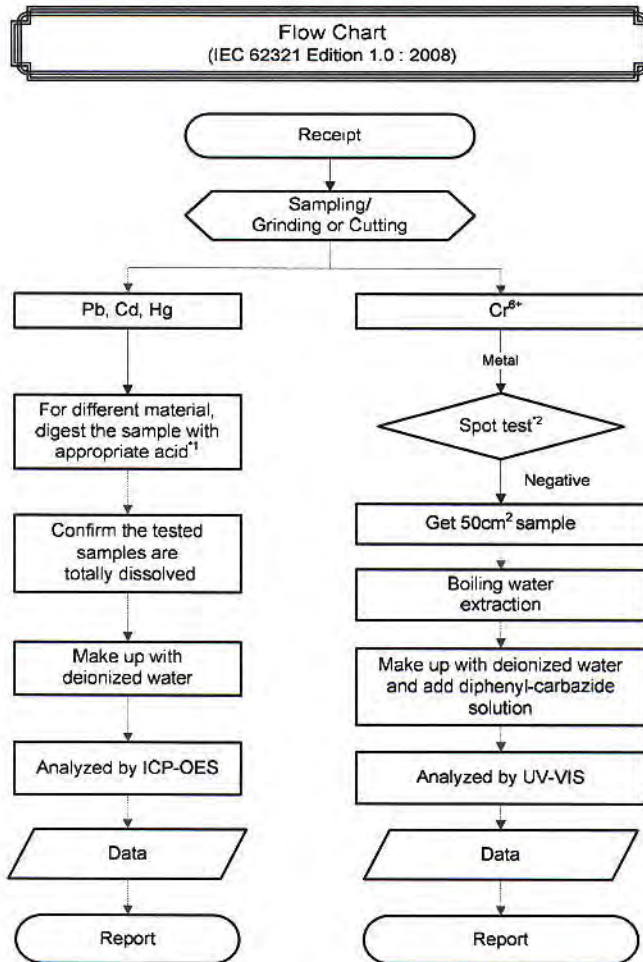 Flow Chart
(IEC 62321 Edition 1.0 : 2008)
Receipt
Sampling/
Grinding or Cutting
Pb, Cd, Hg
For different material,
digest the sample with
appropriate acid*1
Confirm the tested
samples are
totally dissolved
Make up with
deionized water
Analyzed by ICP-OES
Data
Report
Cr6+
Metal
Spot test*2
Negative
Get 50cm2 sample
Boiling water
extraction
Make up with deionized water
and add diphenyl-carbazide
solution
Analyzed by UV-VIS
Data
Report